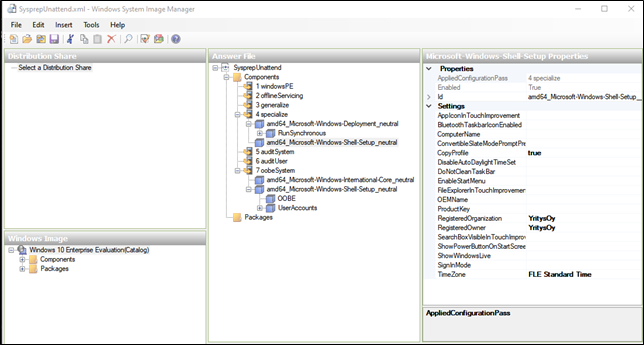 SysprepUnattend.xml - Windows System Image Manager
File Edit Insert Tools Help
Distribution Share
Select a Distribution Share
Windows Image
Windows 10 Enterprise Evaluation(Catalog)
Components
Packages
Answer File
SysprepUnattend
Components
1 windowsPE
2 offlineServicing
3 generalize
4 specialize
amd64_Microsoft-Windows-Deployment_neutral
RunSynchronous
amd64_Microsoft-Windows-Shell-Setup_neutral
5 auditSystem
6 auditUser
7 oobeSystem
amd64_Microsoft-Windows-International-Core_neutral
amd64_Microsoft-Windows-Shell-Setup_neutral
OOBE
UserAccounts
Packages
Microsoft-Windows-Shell-Setup Properties
Properties
AppliedConfigurationPass 4 specialize
Enabled True
Id amd64_Microsoft-Windows-Shell-Setup__
Settings
AppIconInTouchImprovement
BluetoothTaskbarIconEnabled
ComputerName
ConvertibleSlateModePromptPre
CopyProfile true
DisableAutoDaylightTimeSet
DoNotCleanTaskBar
EnableStartMenu
FileExplorerInTouchImprovement
OEMName
ProductKey
RegisteredOrganization YritysOy
RegisteredOwner YritysOy
SearchBoxVisibleInTouchImprov
ShowPowerButtonOnStartScree
ShowWindowsLive
SignInMode
TimeZone FLE Standard Time
AppliedConfigurationPass